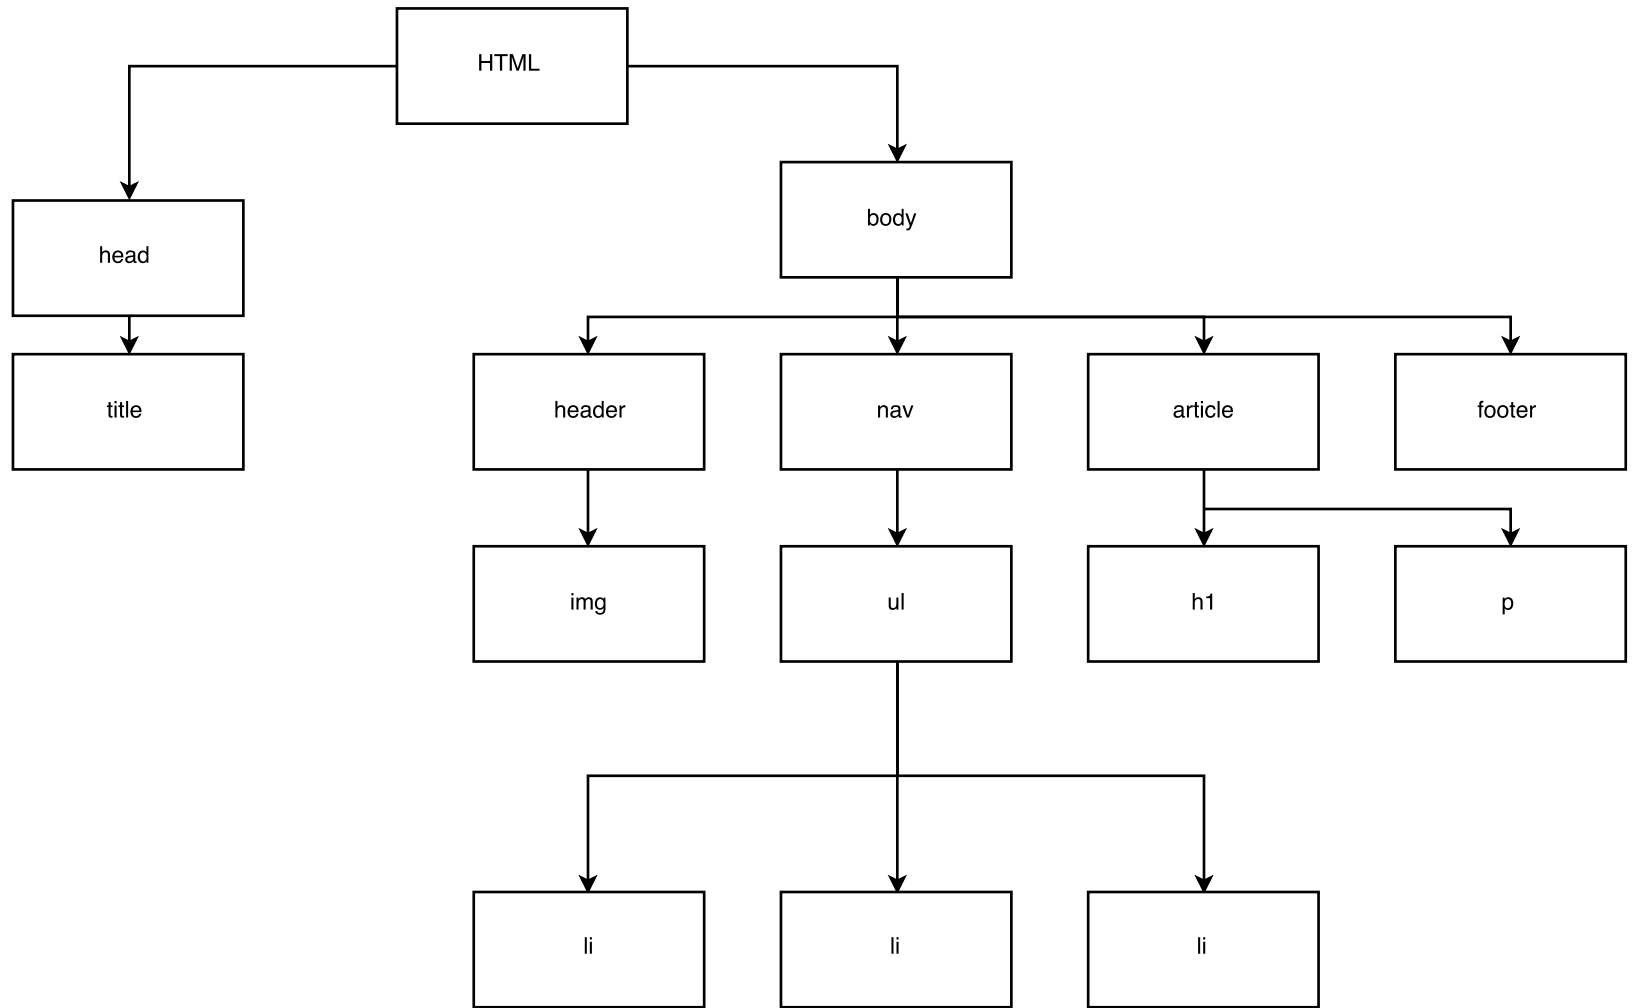 HTML
body
head
title
header
nav
article
footer
img
ul
h1
p
li
li
li